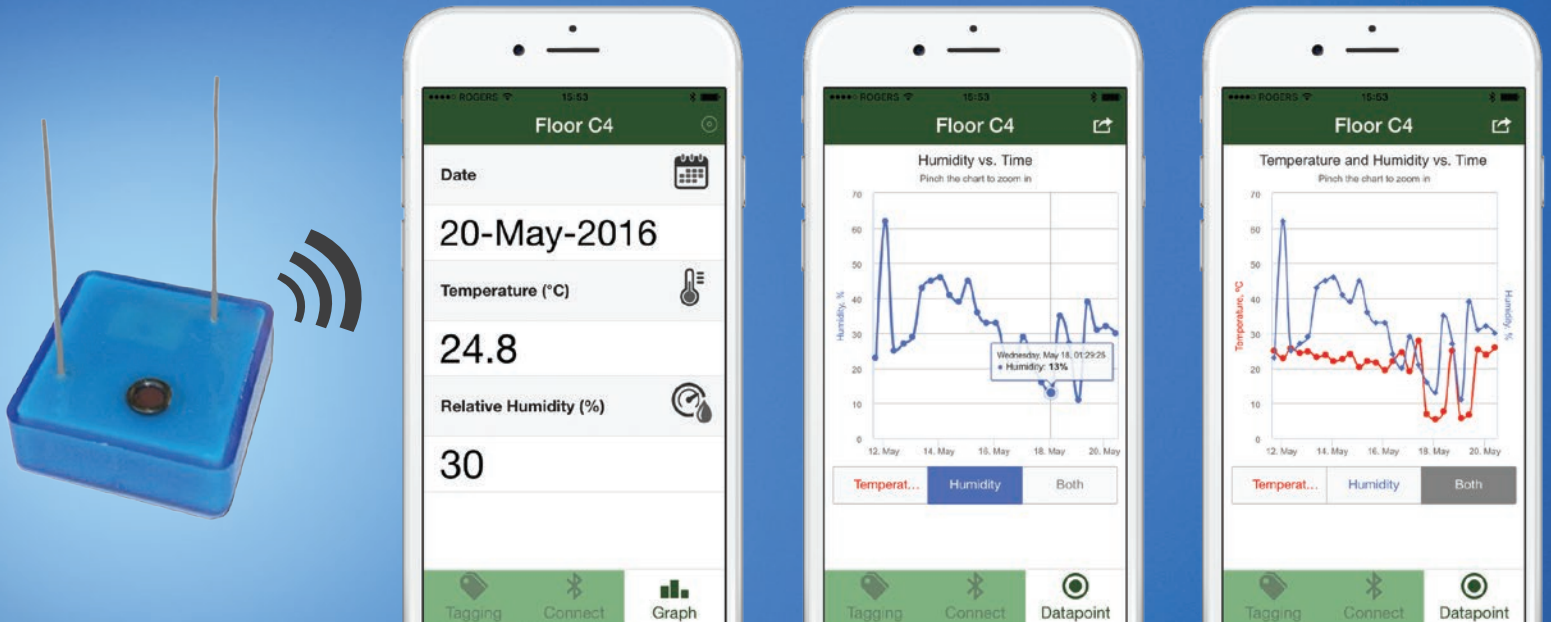 ROGERS 15:53
Floor C4
Date
20-May-2016
Temperature (°C)
24.8
Relative Humidity (%)
30
Tagging Connect Graph
ROGERS 15:53
Floor C4
Humidity vs. Time
Pinch the chart to zoom in
Humidity, %
70
60
50
40
30
20
10
0
Wednesday, May 18, 01:29:25
Humidity: 13%
12. May 14. May 16. May 18. May 20. May
Temperat... Humidity Both
Tagging Connect Datapoint
ROGERS 15:53
Floor C4
Temperature and Humidity vs. Time
Pinch the chart to zoom in
Temperature, °C
70
60
50
40
30
20
10
0
Humidity, %
12. May 14. May 16. May 18. May 20. May
Temperat... Humidity Both
Tagging Connect Datapoint